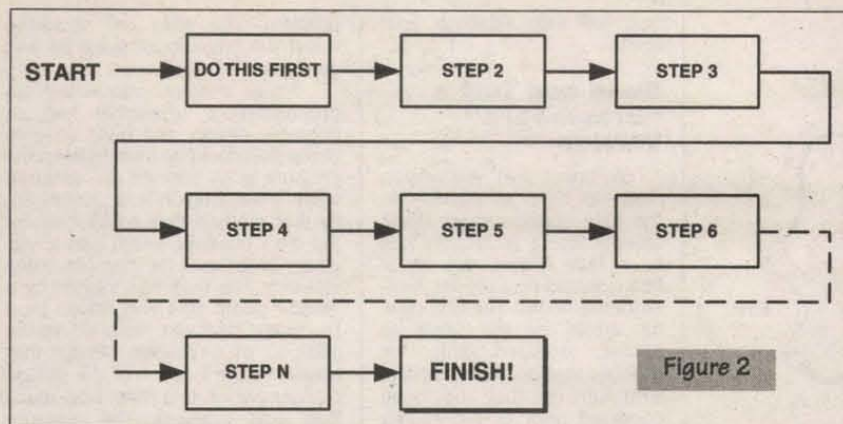 START DO THIS FIRST STEP 2 STEP 3
STEP 4 STEP 5 STEP 6
STEP N FINISH!
Figure 2